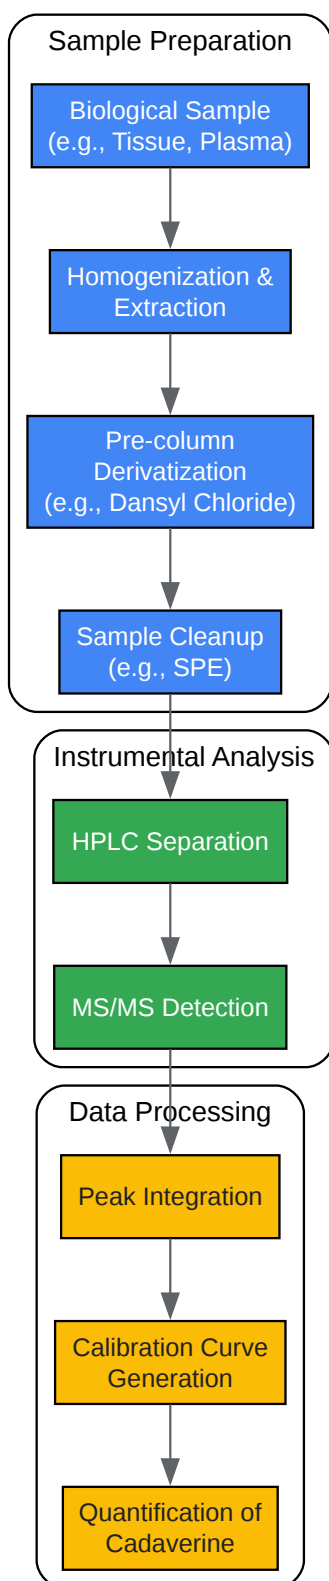 Sample Preparation
Biological Sample
(e.g., Tissue, Plasma)
Homogenization &
Extraction
Pre-column
Derivatization
(e.g., Dansyl Chloride)
Sample Cleanup
(e.g., SPE)
Instrumental Analysis
HPLC Separation
MS/MS Detection
Data Processing
Peak Integration
Calibration Curve
Generation
Quantification of
Cadaverine